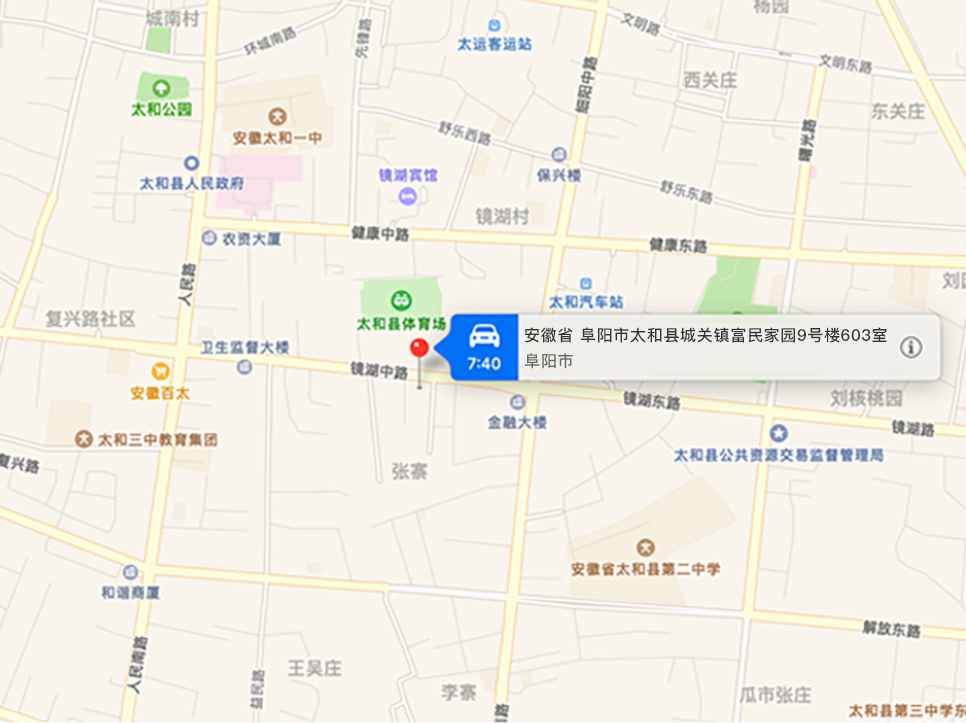 城南村
杨园
太运客运站
文明路
先锋路
环城南路
文明东路
西关庄
东关庄
太和公园
安徽太和一中
舒乐西路
曙光路
保兴楼
太和县人民政府
镜湖宾馆
舒乐东路
镜湖村
农资大厦
健康中路
健康东路
人民路
太和汽车站
复兴路社区
太和县体育场
安徽省 阜阳市太和县城关镇富民家园9号楼603室
阜阳市
7:40
卫生监督大楼
镜湖中路
安徽百太
金融大楼
镜湖东路
刘核桃园
镜湖路
太和三中教育集团
太和县公共资源交易监督管理局
复兴路
张寨
安徽省太和县第二中学
和谐商厦
解放东路
人民南路
王吴庄
益民路
李寨
瓜市张庄
太和县第三中学东